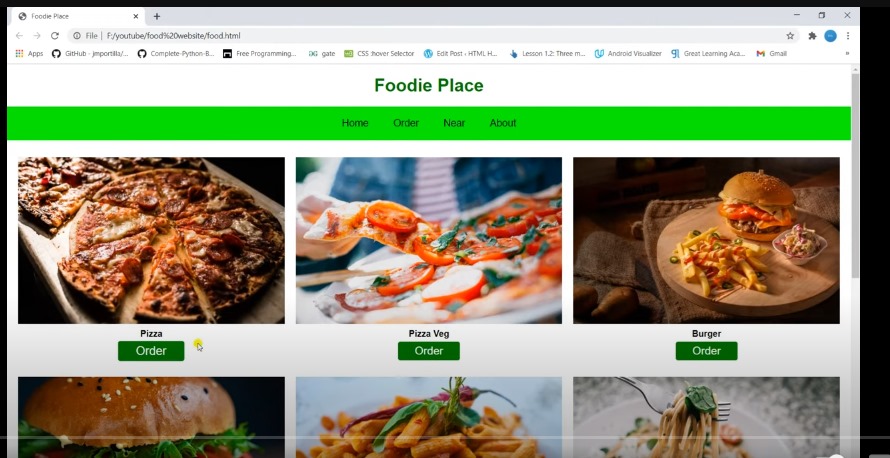 Foodie Place
File | F:/youtube/food%20website/food.html
Apps GitHub - jmportilla/... Complete-Python-B... Free Programming... gate CSS :hover Selector Edit Post ‹ HTML H... Lesson 1.2: Three m... Android Visualizer Great Learning Aca... Gmail »
Foodie Place
Home Order Near About
Pizza Pizza Veg Burger
Order Order Order